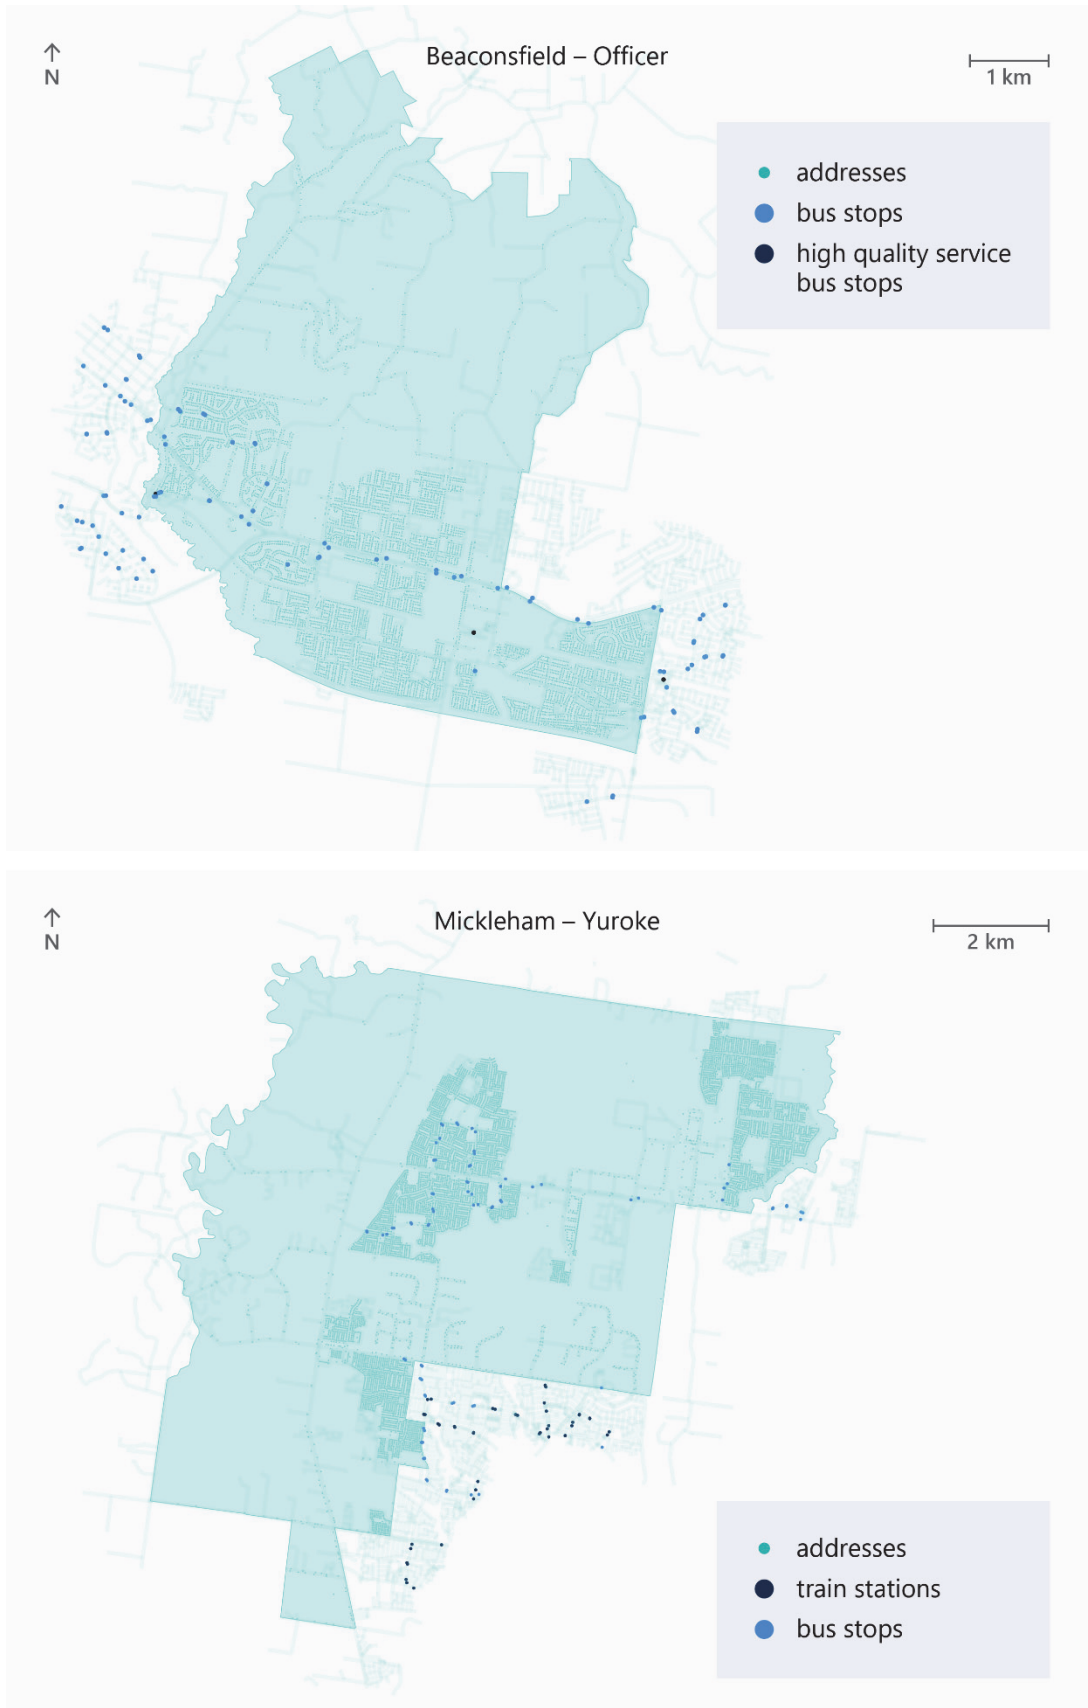 N
Beaconsfield – Officer
1 km
addresses
bus stops
high quality service
bus stops
N
Mickleham – Yuroke
2 km
addresses
train stations
bus stops